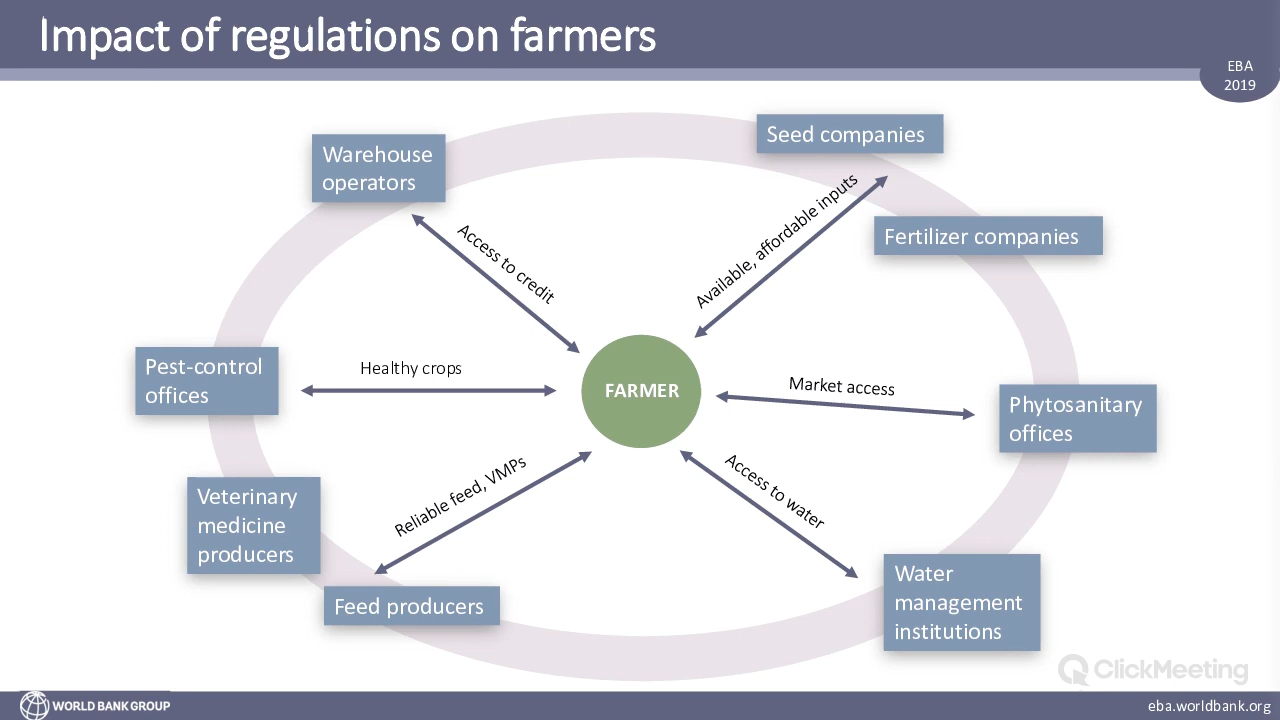 Impact of regulations on farmers
EBA
2019
Seed companies
Warehouse
operators
Available, affordable inputs
Access to credit
Fertilizer companies
Pest-control
offices
Healthy crops
FARMER
Market access
Phytosanitary
offices
Reliable feed, VMPs
Access to water
Veterinary
medicine
producers
Feed producers
Water
management
institutions
ClickMeeting
WORLD BANK GROUP
eba.worldbank.org